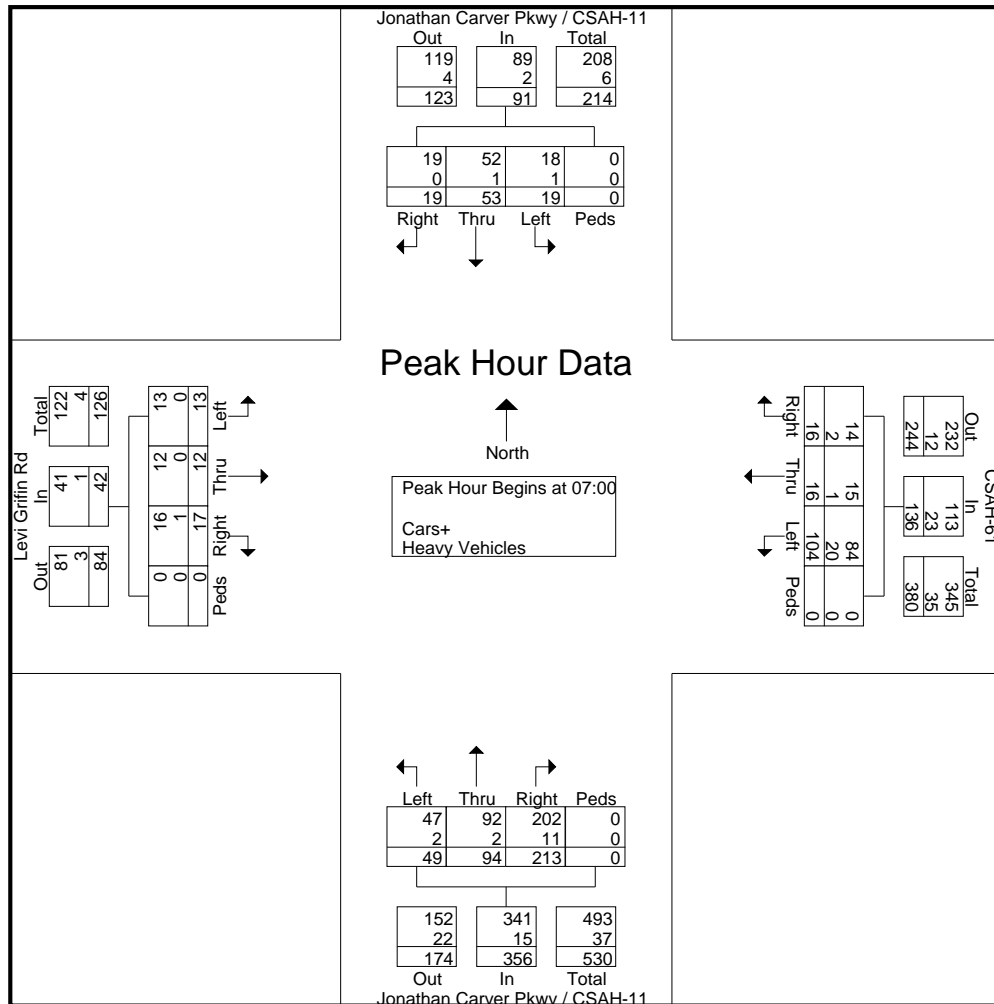 Jonathan Carver Pkwy / CSAH-11
Out In Total
119 89 208
4 2 6
123 91 214
19 52 18 0
0 1 1 0
19 53 19 0
Right Thru Left Peds
Peak Hour Data
North
Peak Hour Begins at 07:00
Cars+
Heavy Vehicles
Levi Grifin Rd
Out In Total
81 41 122
3 1 4
84 42 126
Peds Right Thru Left
0 16 12 13
0 1 0 0
0 17 12 13
CSAH-61
Out In Total
232 113 345
12 23 35
244 136 380
Right Thru Left Peds
14 15 84 0
2 1 20 0
16 16 104 0
Left Thru Right Peds
47 92 202 0
2 2 11 0
49 94 213 0
152 341 493
22 15 37
174 356 530
Out In Total
Jonathan Carver Pkwy / CSAH-11